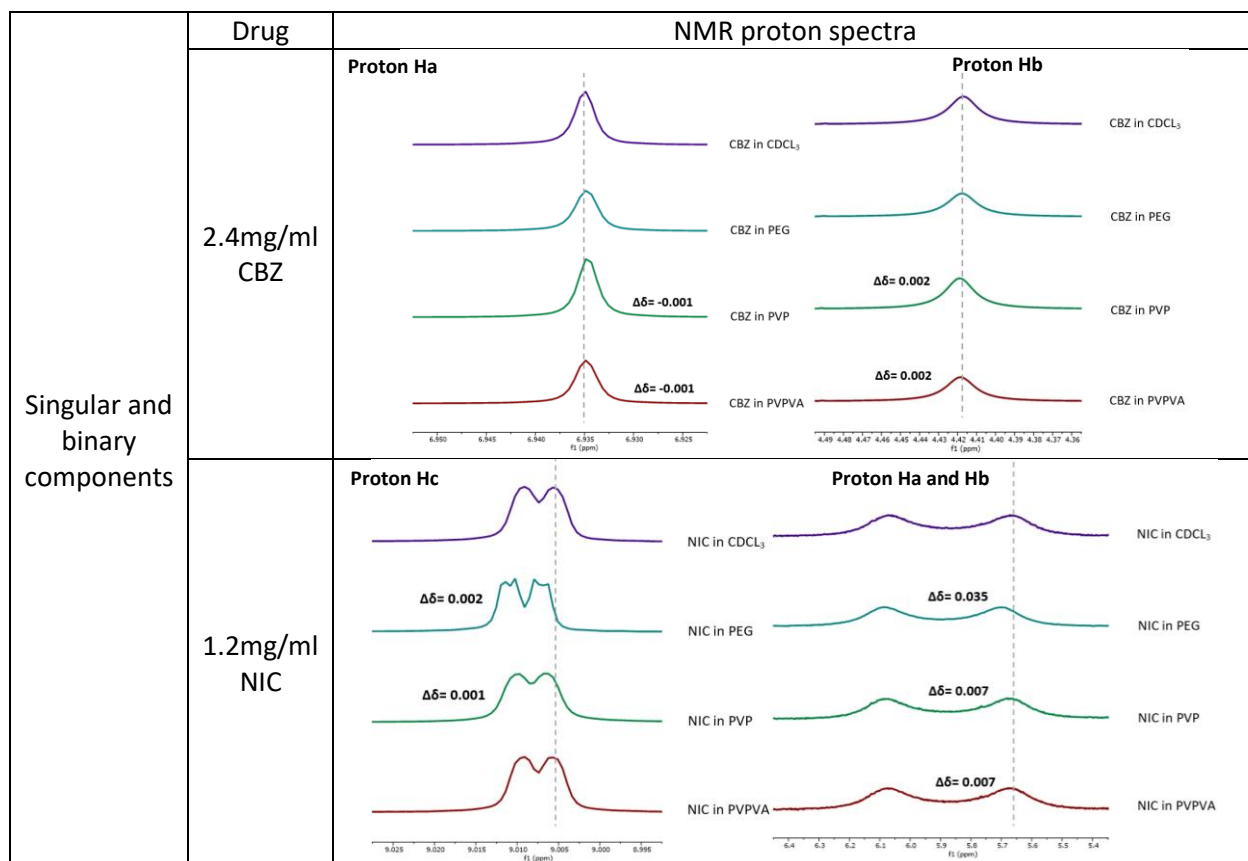 Drug
NMR proton spectra
Singular and
binary
components
2.4mg/ml
CBZ
Proton Ha
CBZ in CDCL₃
CBZ in PEG
Δδ= -0.001
CBZ in PVP
Δδ= -0.001
CBZ in PVPVA
6.950 6.945 6.940 6.935 6.930 6.925
f1 (ppm)
Proton Hb
CBZ in CDCL₃
CBZ in PEG
Δδ= 0.002
CBZ in PVP
Δδ= 0.002
CBZ in PVPVA
4.49 4.48 4.47 4.46 4.45 4.44 4.43 4.42 4.41 4.40 4.39 4.38 4.37 4.36
f1 (ppm)
1.2mg/ml
NIC
Proton Hc
NIC in CDCL₃
Δδ= 0.002
NIC in PEG
Δδ= 0.001
NIC in PVP
NIC in PVPVA
9.025 9.020 9.015 9.010 9.005 9.000 8.995
f1 (ppm)
Proton Ha and Hb
NIC in CDCL₃
Δδ= 0.035
NIC in PEG
Δδ= 0.007
NIC in PVP
Δδ= 0.007
NIC in PVPVA
6.4 6.3 6.2 6.1 6.0 5.9 5.8 5.7 5.6 5.5 5.4
f1 (ppm)